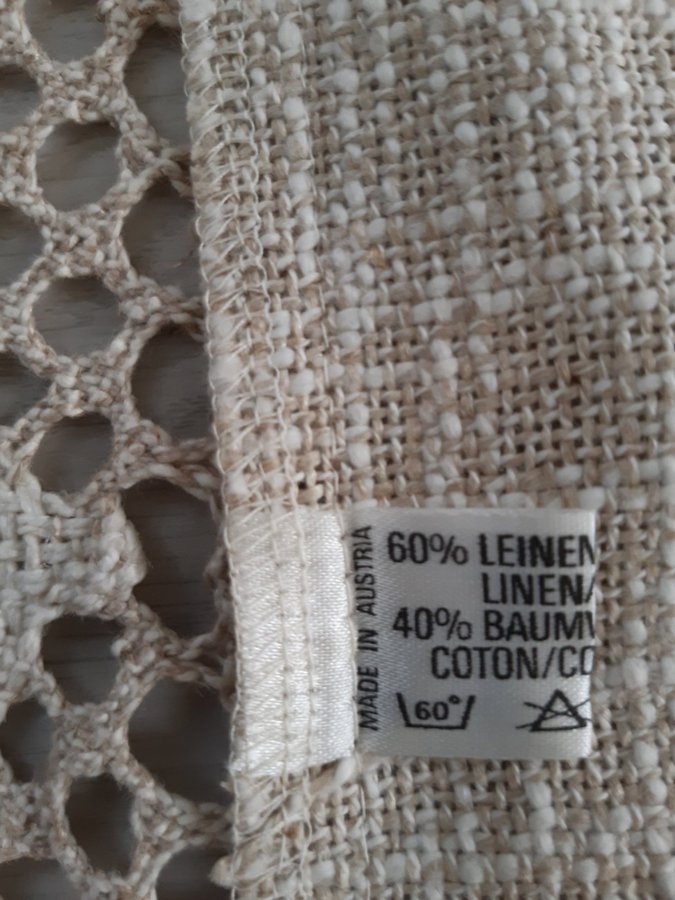 60% LEINEN
LINEN/
40% BAUMW
COTON/CO
60°
MADE IN AUSTRIA